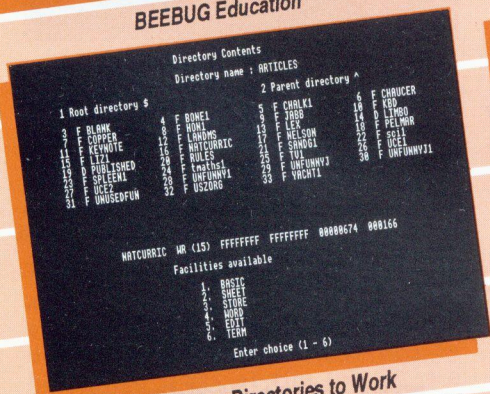 BEEBUG Education
Directory Contents
Directory name : ARTICLES
1 Root directory $ 2 Parent directory ^
3 F BLANK 4 F BONE1 5 F CHALK1 6 F CHAUCER
7 F COPPER 8 F HON1 9 F JABB 10 F KBD
11 F KEYNOTE 12 F LANDMS 13 F LEX 14 D LIMBO
15 F LIZ1 16 F NATCURRIC 17 F NELSON 18 F PELMAR
19 D PUBLISHED 20 F RULES 21 F SANDG1 22 F sci1
23 F SPLEEN1 24 F tmaths1 25 F TU1 26 F UCE1
27 F UCE2 28 F UNFUNNY1 29 F UNFUNNYJ 30 F UNFUNNYJ1
31 F UNUSEDFUN 32 F USZORG 33 F YACHT1
NATCURRIC WR (15) FFFFFFFF FFFFFFFF 00000674 000166
Facilities available
1. BASIC
2. SHEET
3. STORE
4. WORD
5. EDIT
6. TERM
Enter choice (1 - 6)
Directories to Work